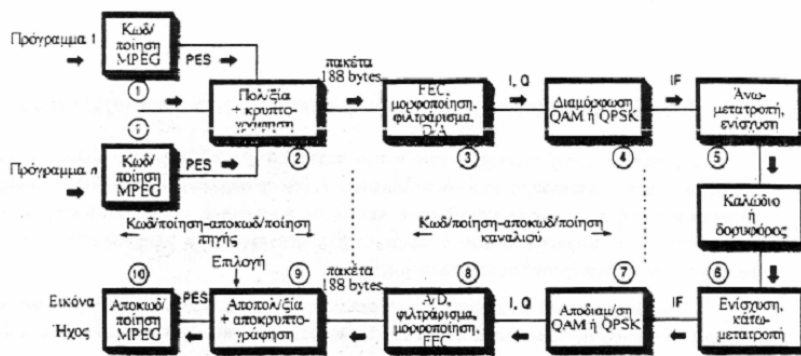 Πρόγραμμα 1
Κωδ/
ποίηση
MPEG
PES
1
Πρόγραμμα n
Κωδ/
ποίηση
MPEG
PES
Πολ/ξία
+ κρυπτο-
γράφηση
2
πακέτα
188 bytes
FEC,
μορφοποίηση,
φιλτράρισμα,
D/A
3
I, Q
Διαμόρφωση
QAM ή QPSK
4
IF
Άνω-
μετατροπή,
ενίσχυση
5
Καλώδιο
ή
δορυφόρος
Κωδ/ποίηση-αποκωδ/ποίηση
πηγής
Κωδ/ποίηση-αποκωδ/ποίηση
καναλιού
Επιλογή
Εικόνα
Ήχος
10
Αποκωδ/
ποίηση
MPEG
PES
9
Αποπολ/ξία
+ αποκρυπτο-
γράφηση
πακέτα
188 bytes
8
A/D,
φιλτράρισμα,
μορφοποίηση,
FEC
I, Q
7
Αποδιαμ/ση
QAM ή QPSK
IF
6
Ενίσχυση,
κάτω-
μετατροπή